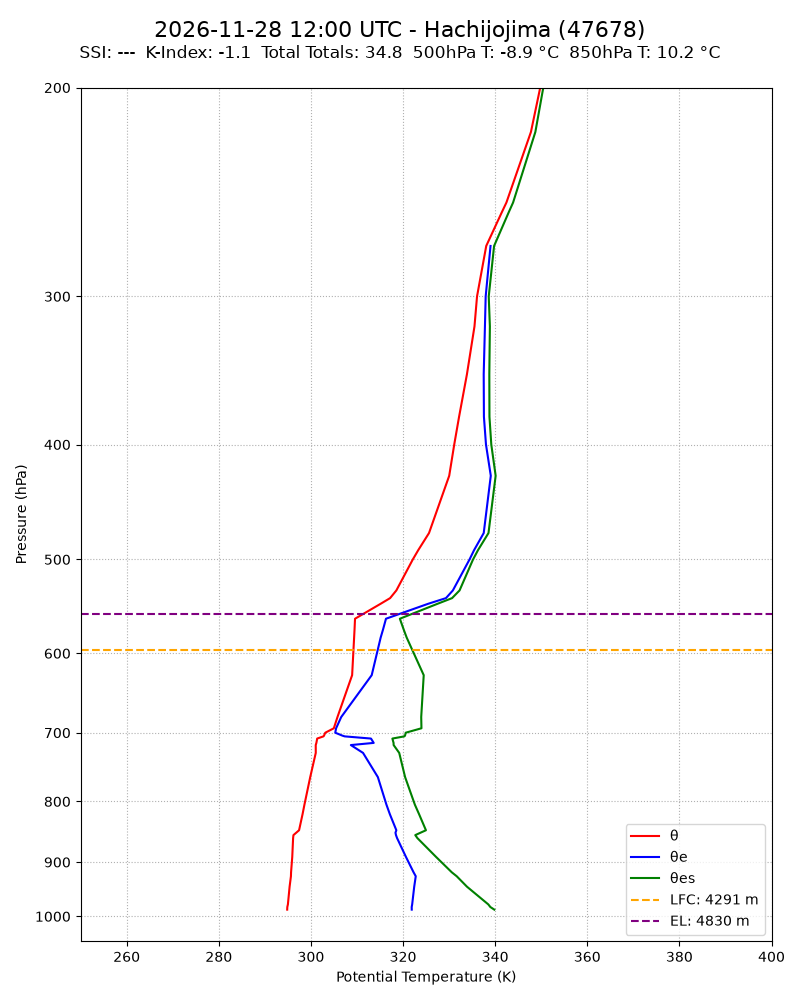 2026-11-28 12:00 UTC - Hachijojima (47678)
SSI: --- K-Index: -1.1 Total Totals: 34.8 500hPa T: -8.9 °C 850hPa T: 10.2 °C
200
300
400
500
600
700
800
900
1000
Pressure (hPa)
θ
θe
θes
LFC: 4291 m
EL: 4830 m
260 280 300 320 340 360 380 400
Potential Temperature (K)